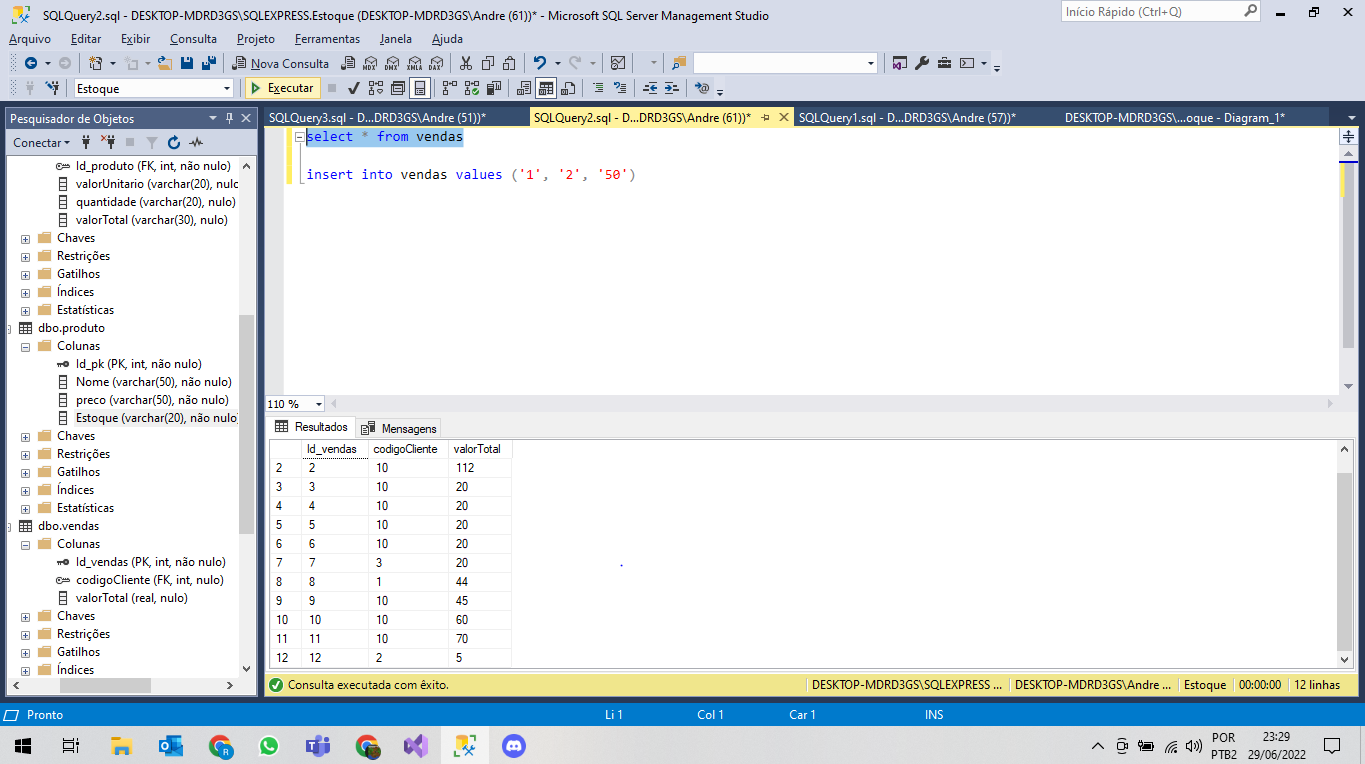 SQLQuery2.sql - DESKTOP-MDRD3GS\SQLEXPRESS.Estoque (DESKTOP-MDRD3GS\Andre (61))* - Microsoft SQL Server Management Studio
Início Rápido (Ctrl+Q)
Arquivo Editar Exibir Consulta Projeto Ferramentas Janela Ajuda
Nova Consulta MDX DMX XMLA DAX
Estoque Executar
Pesquisador de Objetos
SQLQuery3.sql - D...DRD3GS\Andre (51))*
SQLQuery2.sql - D...DRD3GS\Andre (61))*
SQLQuery1.sql - D...DRD3GS\Andre (57))*
DESKTOP-MDRD3GS\...oque - Diagram_1*
Conectar
Id_produto (FK, int, não nulo)
valorUnitario (varchar(20), nulo
quantidade (varchar(20), nulo)
valorTotal (varchar(30), nulo)
Chaves
Restrições
Gatilhos
Índices
Estatísticas
dbo.produto
Colunas
Id_pk (PK, int, não nulo)
Nome (varchar(50), não nulo)
preco (varchar(50), não nulo)
Estoque (varchar(20), não nulo)
Chaves
Restrições
Gatilhos
Índices
Estatísticas
dbo.vendas
Colunas
Id_vendas (PK, int, não nulo)
codigoCliente (FK, int, nulo)
valorTotal (real, nulo)
Chaves
Restrições
Gatilhos
Índices
select * from vendas
insert into vendas values ('1', '2', '50')
110 %
Resultados Mensagens
Id_vendas codigoCliente valorTotal
2 2 10 112
3 3 10 20
4 4 10 20
5 5 10 20
6 6 10 20
7 7 3 20
8 8 1 44
9 9 10 45
10 10 10 60
11 11 10 70
12 12 2 5
Consulta executada com êxito.
DESKTOP-MDRD3GS\SQLEXPRESS ...
DESKTOP-MDRD3GS\Andre ...
Estoque
00:00:00
12 linhas
Pronto Li 1 Col 1 Car 1 INS
POR
PTB2
23:29
29/06/2022